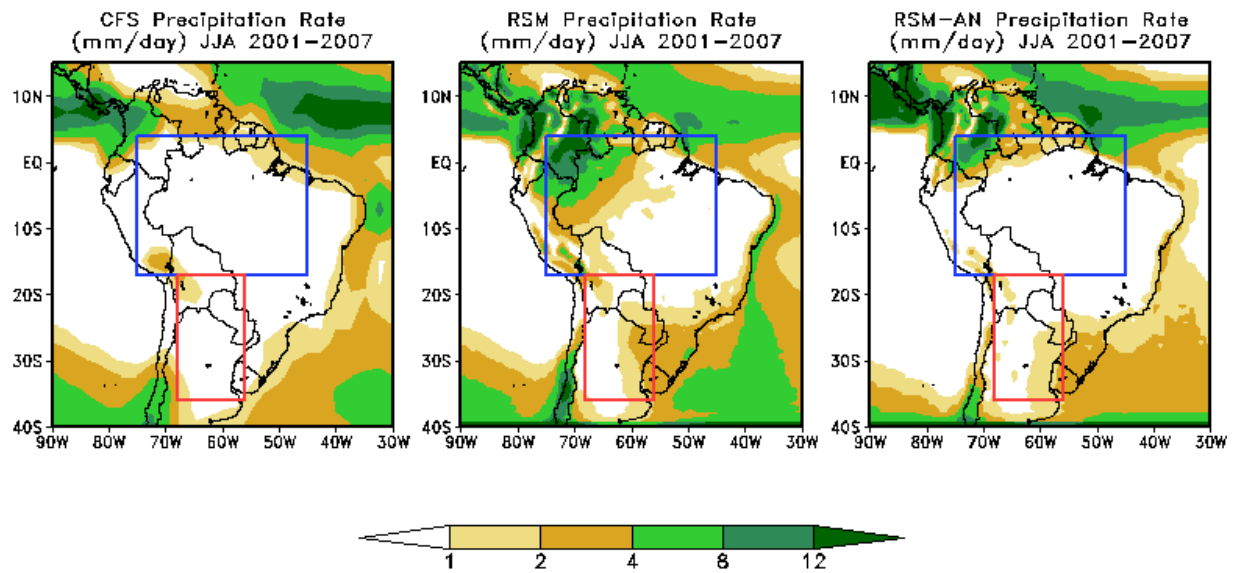 CFS Precipitation Rate
(mm/day) JJA 2001-2007
RSM Precipitation Rate
(mm/day) JJA 2001-2007
RSM-AN Precipitation Rate
(mm/day) JJA 2001-2007
10N
EQ
10S
20S
30S
40S
90W 80W 70W 60W 50W 40W 30W
10N
EQ
10S
20S
30S
40S
90W 80W 70W 60W 50W 40W 30W
10N
EQ
10S
20S
30S
40S
90W 80W 70W 60W 50W 40W 30W
1 2 4 8 12